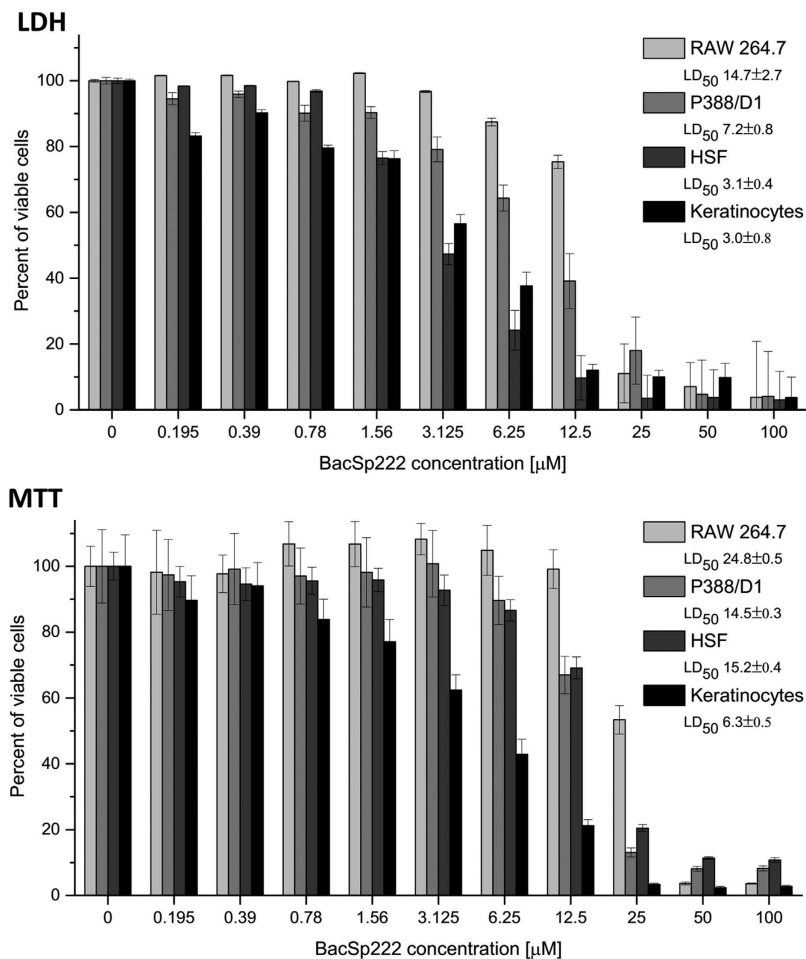 LDH
Percent of viable cells
100
80
60
40
20
0
RAW 264.7
LD50 14.7±2.7
P388/D1
LD50 7.2±0.8
HSF
LD50 3.1±0.4
Keratinocytes
LD50 3.0±0.8
0 0.195 0.39 0.78 1.56 3.125 6.25 12.5 25 50 100
BacSp222 concentration [µM]
MTT
Percent of viable cells
100
80
60
40
20
0
RAW 264.7
LD50 24.8±0.5
P388/D1
LD50 14.5±0.3
HSF
LD50 15.2±0.4
Keratinocytes
LD50 6.3±0.5
0 0.195 0.39 0.78 1.56 3.125 6.25 12.5 25 50 100
BacSp222 concentration [µM]